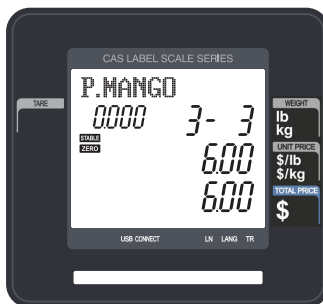 CAS LABEL SCALE SERIES
P.MANGO
TARE
0.000 3- 3
WEIGHT
lb
kg
STABLE
ZERO
6.00
UNIT PRICE
$/lb
$/kg
6.00
TOTAL PRICE
$
USB CONNECT LN LANG TR